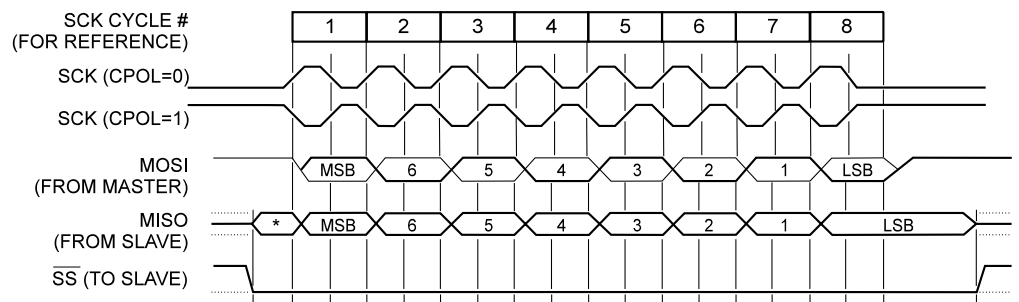 SCK CYCLE #
(FOR REFERENCE)
1 2 3 4 5 6 7 8
SCK (CPOL=0)
SCK (CPOL=1)
MOSI
(FROM MASTER)
MSB 6 5 4 3 2 1 LSB
MISO
(FROM SLAVE)
* MSB 6 5 4 3 2 1 LSB
SS (TO SLAVE)